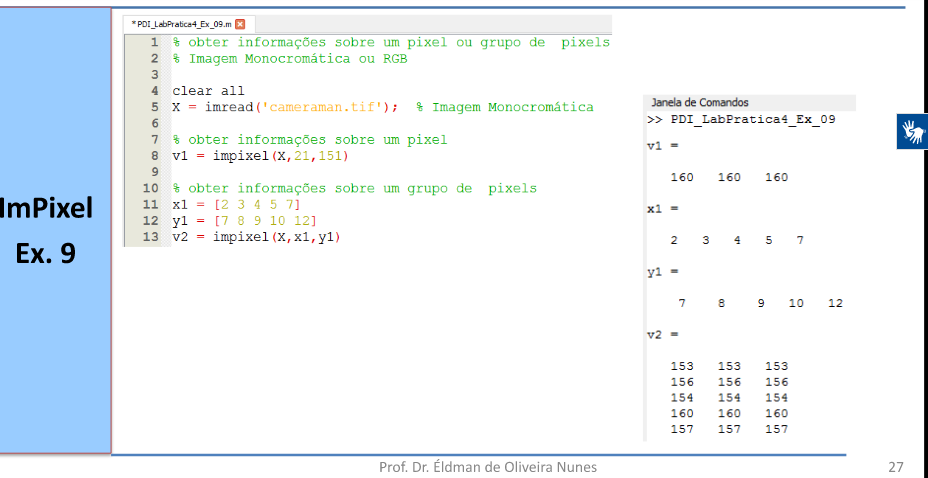 *PDI_LabPratica4_Ex_09.m
1 % obter informações sobre um pixel ou grupo de  pixels
2 % Imagem Monocromática ou RGB
3
4 clear all
5 X = imread('cameraman.tif');  % Imagem Monocromática
6
7 % obter informações sobre um pixel
8 v1 = impixel(X,21,151)
9
10 % obter informações sobre um grupo de  pixels
11 x1 = [2 3 4 5 7]
12 y1 = [7 8 9 10 12]
13 v2 = impixel(X,x1,y1)
ImPixel
Ex. 9
Janela de Comandos
>> PDI_LabPratica4_Ex_09
v1 =
160   160   160
x1 =
2   3   4   5   7
y1 =
7    8    9   10   12
v2 =
153   153   153
156   156   156
154   154   154
160   160   160
157   157   157
Prof. Dr. Éldman de Oliveira Nunes
27